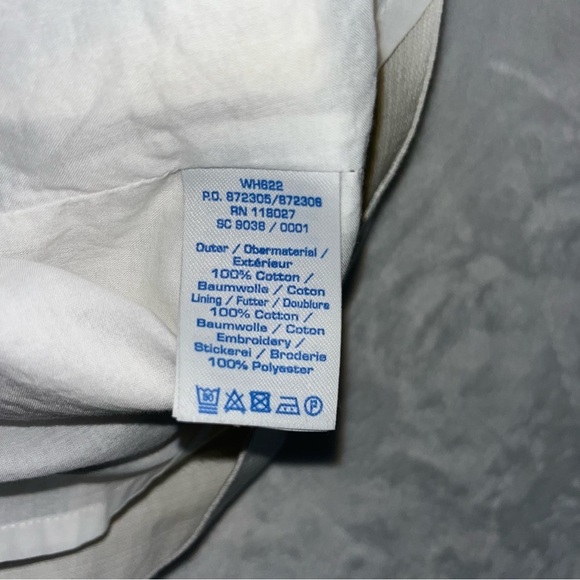 WH622
P.O. 872305/872306
RN 118027
SC 9038 / 0001
Outer / Obermaterial /
Extérieur
100% Cotton /
Baumwolle / Coton
Lining / Futter / Doublure
100% Cotton /
Baumwolle / Coton
Embroidery /
Stickerei / Broderie
100% Polyester
P